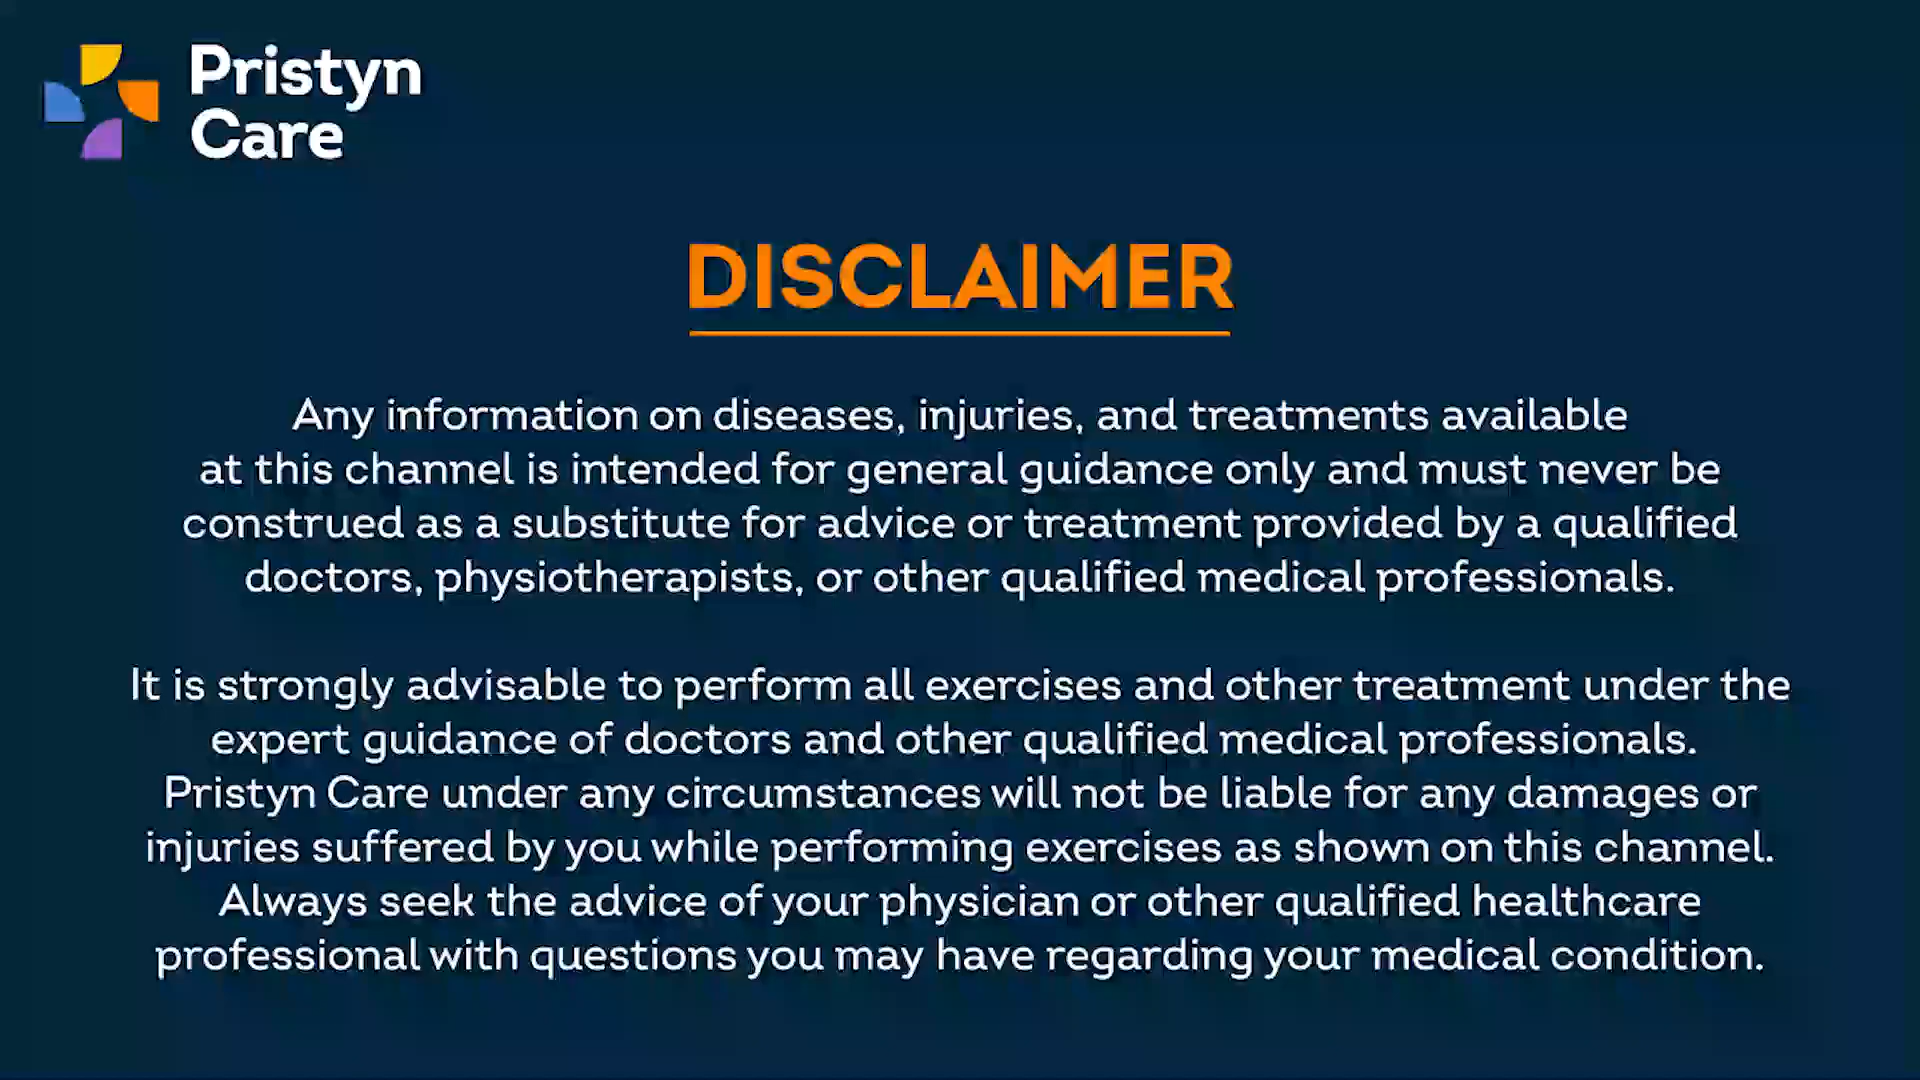 Pristyn
Care
DISCLAIMER
Any information on diseases, injuries, and treatments available
at this channel is intended for general guidance only and must never be
construed as a substitute for advice or treatment provided by a qualified
doctors, physiotherapists, or other qualified medical professionals.
It is strongly advisable to perform all exercises and other treatment under the
expert guidance of doctors and other qualified medical professionals.
Pristyn Care under any circumstances will not be liable for any damages or
injuries suffered by you while performing exercises as shown on this channel.
Always seek the advice of your physician or other qualified healthcare
professional with questions you may have regarding your medical condition.